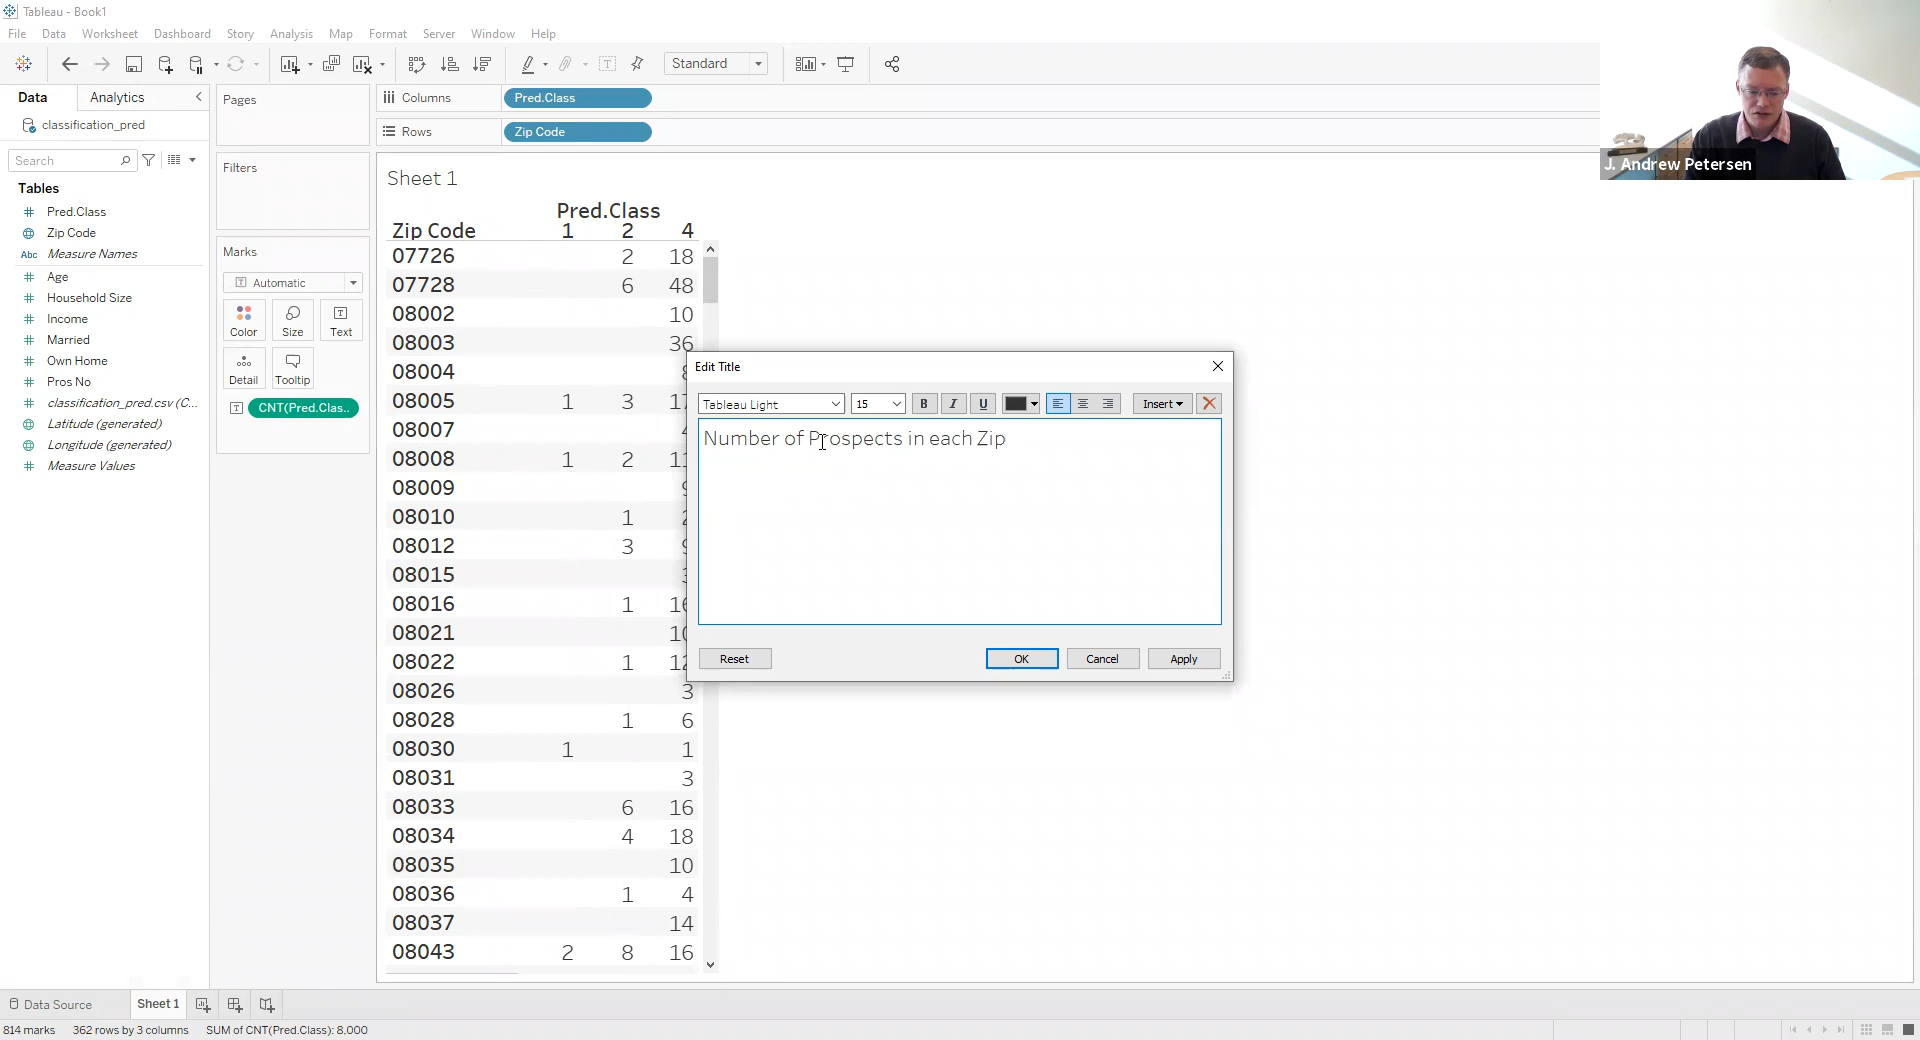 Tableau - Book1
File Data Worksheet Dashboard Story Analysis Map Format Server Window Help
Standard
Data Analytics
classification_pred
Search
Tables
Pred.Class
Zip Code
Measure Names
Age
Household Size
Income
Married
Own Home
Pros No
classification_pred.csv (C...
Latitude (generated)
Longitude (generated)
Measure Values
Pages
Filters
Marks
Automatic
Color Size Text
Detail Tooltip
CNT(Pred.Clas..
Columns Pred.Class
Rows Zip Code
Sheet 1
Pred.Class
Zip Code 1 2 4
07726 2 18
07728 6 48
08002 10
08003 36
08004
08005 1 3
08007
08008 1 2
08009
08010 1
08012 3
08015
08016 1
08021
08022 1
08026 3
08028 1 6
08030 1 1
08031 3
08033 6 16
08034 4 18
08035 10
08036 1 4
08037 14
08043 2 8 16
Edit Title
Tableau Light 15 B I U Insert
Number of Prospects in each Zip
Reset OK Cancel Apply
J. Andrew Petersen
Data Source Sheet 1
814 marks 362 rows by 3 columns SUM of CNT(Pred.Class): 8,000